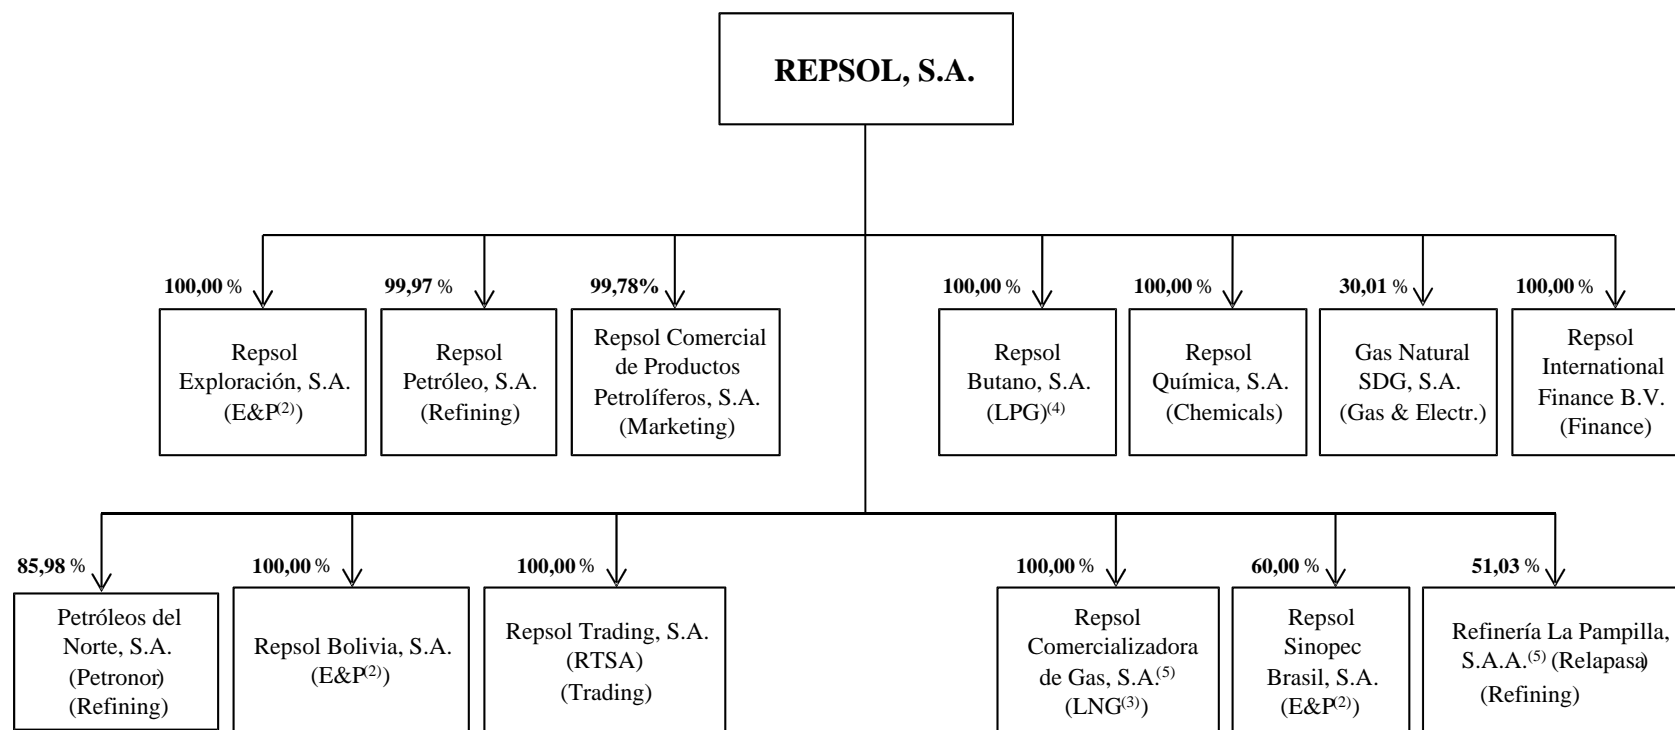 REPSOL, S.A.
100,00 %
Repsol
Exploración, S.A.
(E&P(2))
99,97 %
Repsol
Petróleo, S.A.
(Refining)
99,78%
Repsol Comercial
de Productos
Petrolíferos, S.A.
(Marketing)
100,00 %
Repsol
Butano, S.A.
(LPG)(4)
100,00 %
Repsol
Química, S.A.
(Chemicals)
30,01 %
Gas Natural
SDG, S.A.
(Gas & Electr.)
100,00 %
Repsol
International
Finance B.V.
(Finance)
85,98 %
Petróleos del
Norte, S.A.
(Petronor)
(Refining)
100,00 %
Repsol Bolivia, S.A.
(E&P(2))
100,00 %
Repsol Trading, S.A.
(RTSA)
(Trading)
100,00 %
Repsol
Comercializadora
de Gas, S.A.(5)
(LNG(3))
60,00 %
Repsol
Sinopec
Brasil, S.A.
(E&P(2))
51,03 %
Refinería La Pampilla,
S.A.A.(5) (Relapasa)
(Refining)